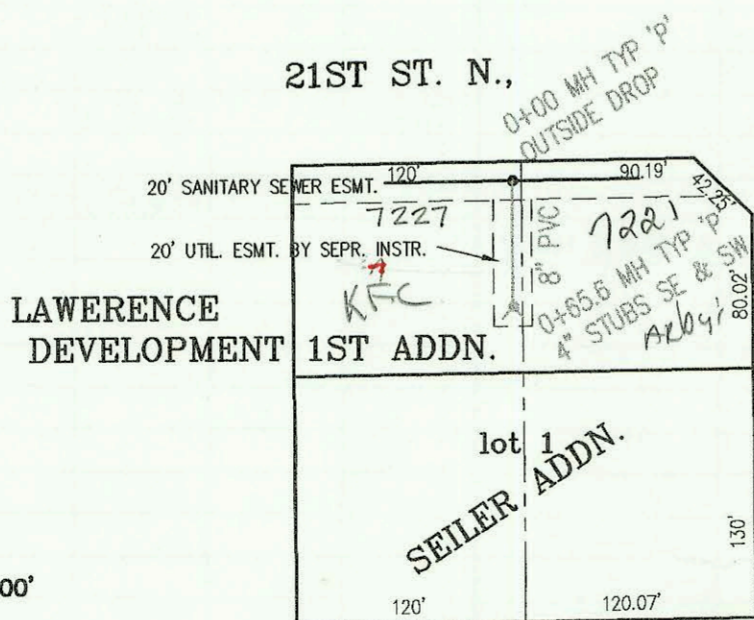 21ST ST. N.,
0+00 MH TYP 'P'
OUTSIDE DROP
20' SANITARY SEWER ESMT.
120'
90.19'
42.25'
7227
7221
20' UTIL. ESMT. BY SEPR. INSTR.
8" PVC
0+65.6 MH TYP 'P'
4" STUBS SE & SW
80.02'
KFC
Arby's
LAWERENCE
DEVELOPMENT 1ST ADDN.
lot 1
SEILER ADDN.
130'
00'
120'
120.07'